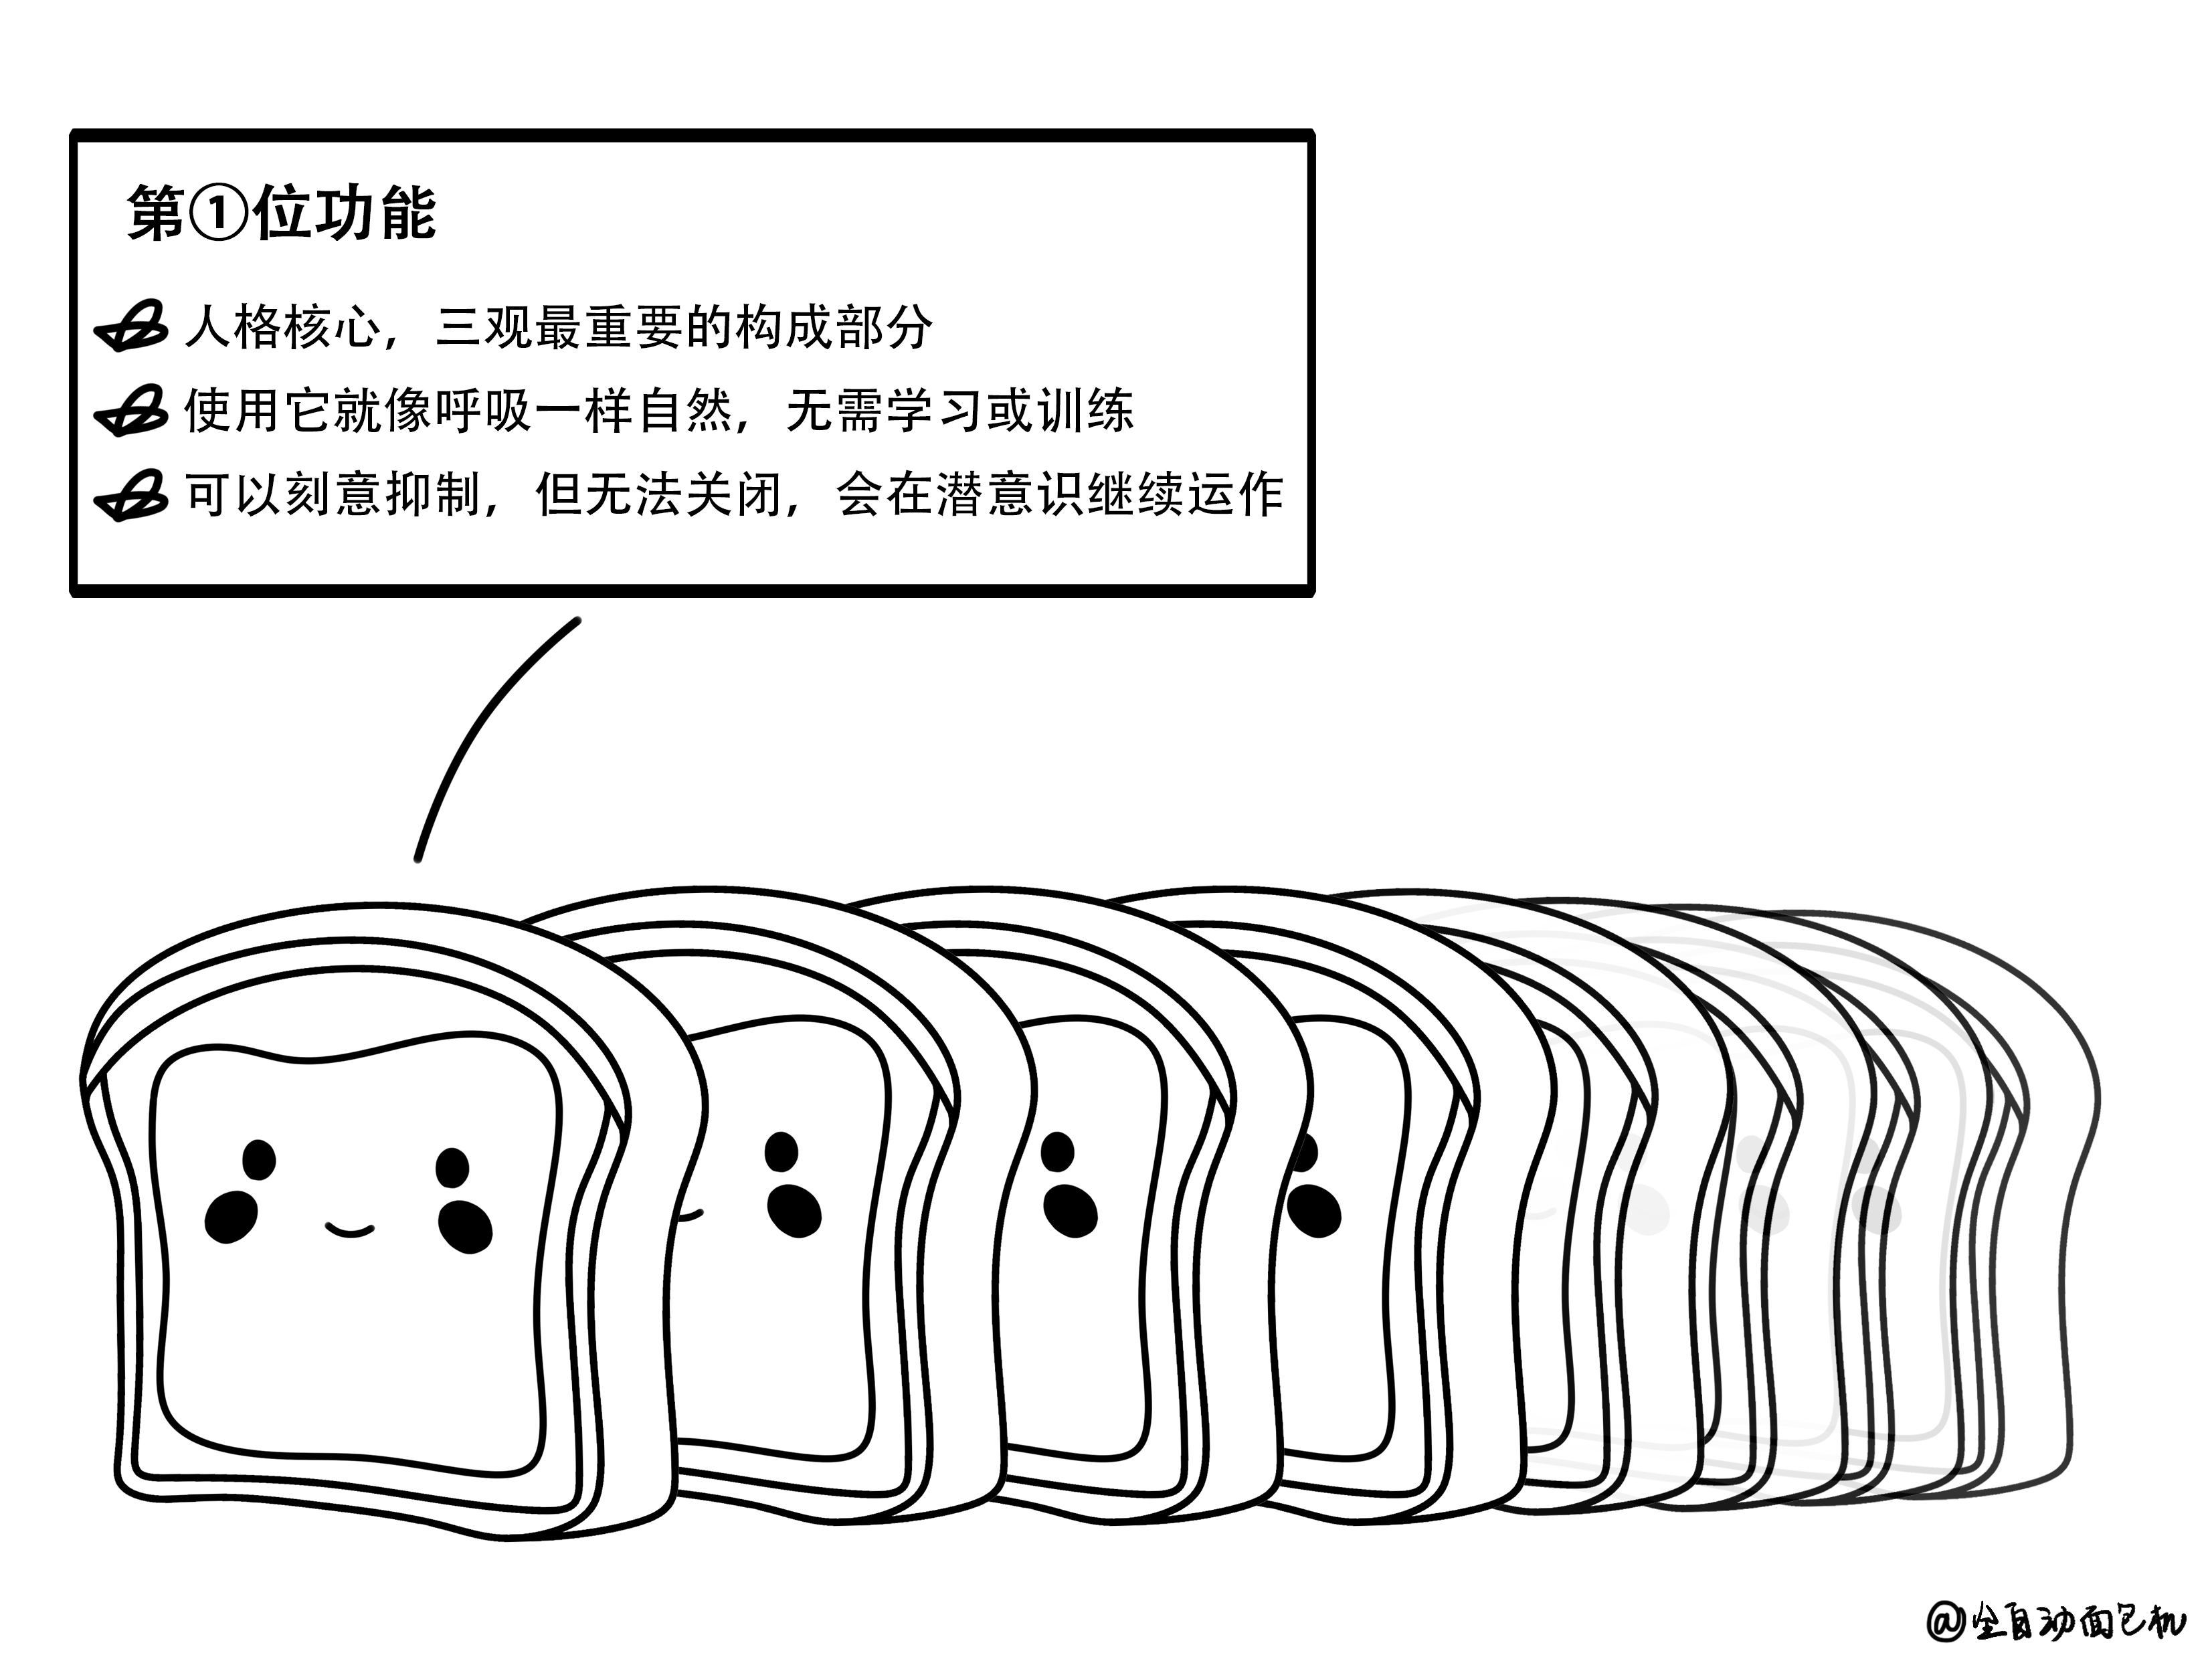 第①位功能
人格核心，三观最重要的构成部分
使用它就像呼吸一样自然，无需学习或训练
可以刻意抑制，但无法关闭，会在潜意识继续运作
@全自动面包机